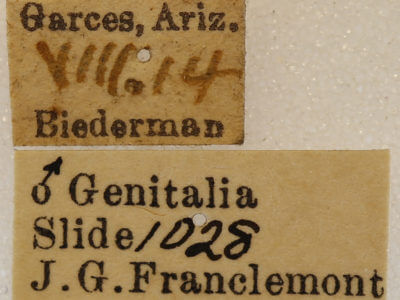 Garces, Ariz.
VIII.14
Biederman
♂ Genitalia
Slide 1028
J.G.Franclemont